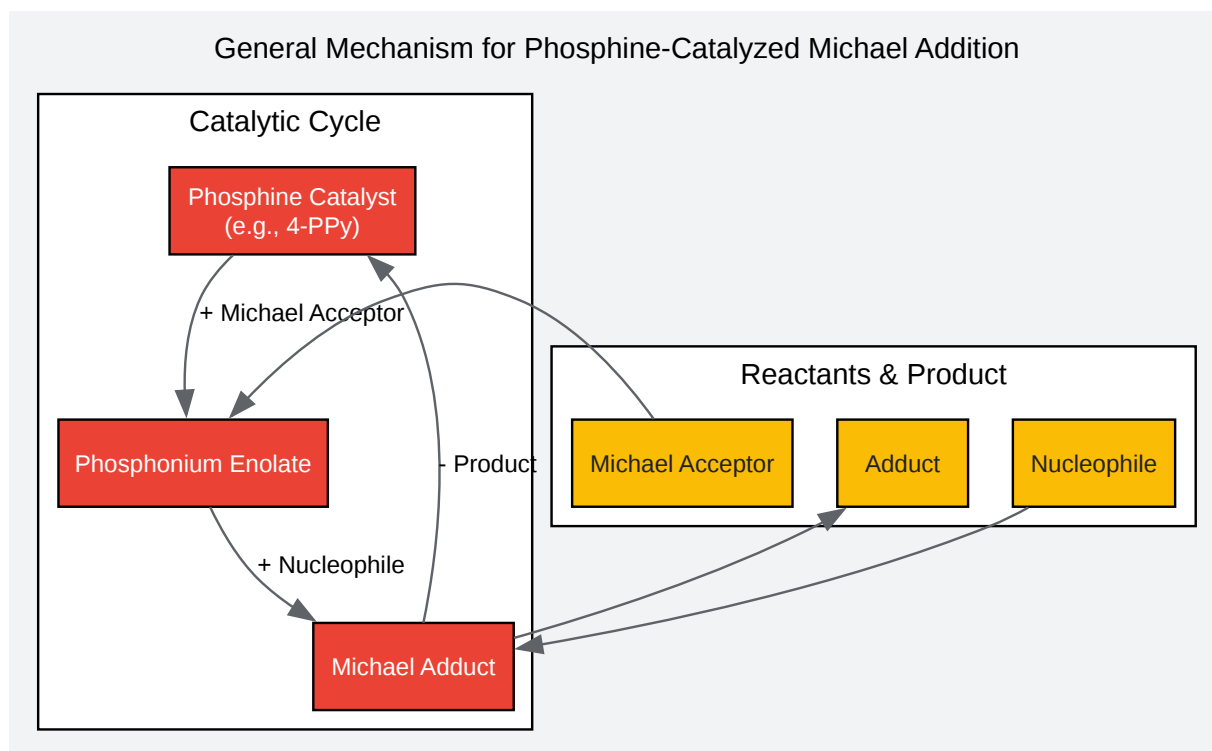 General Mechanism for Phosphine-Catalyzed Michael Addition
Catalytic Cycle
Phosphine Catalyst
(e.g., 4-PPy)
+ Michael Acceptor
Phosphonium Enolate
- Product
+ Nucleophile
Michael Adduct
Reactants & Product
Michael Acceptor
Adduct
Nucleophile